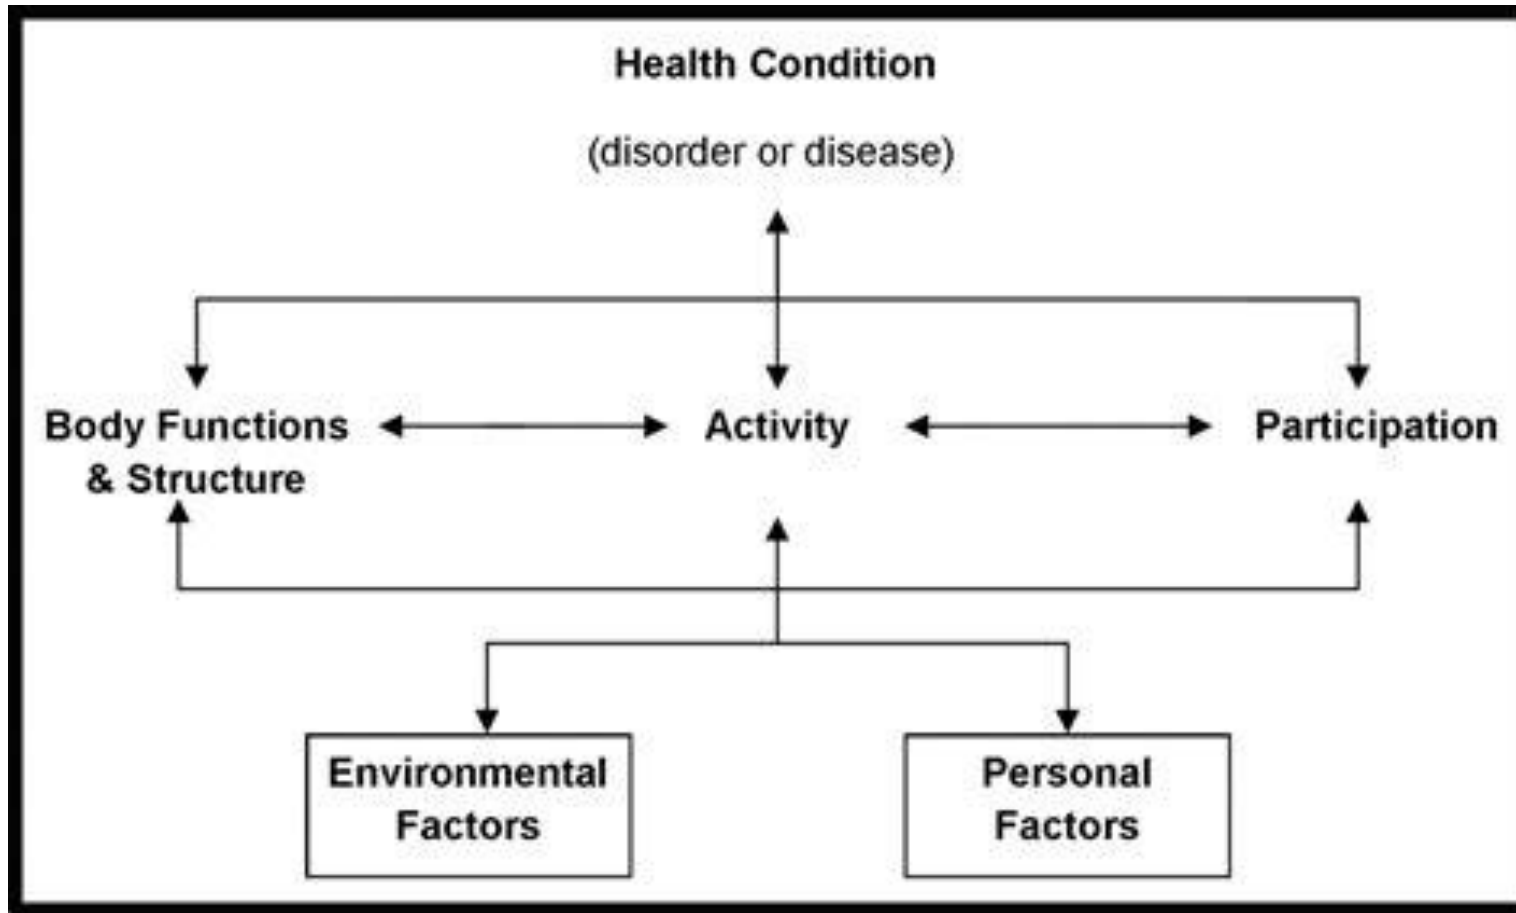 Health Condition
(disorder or disease)
Body Functions
& Structure
Activity
Participation
Environmental
Factors
Personal
Factors